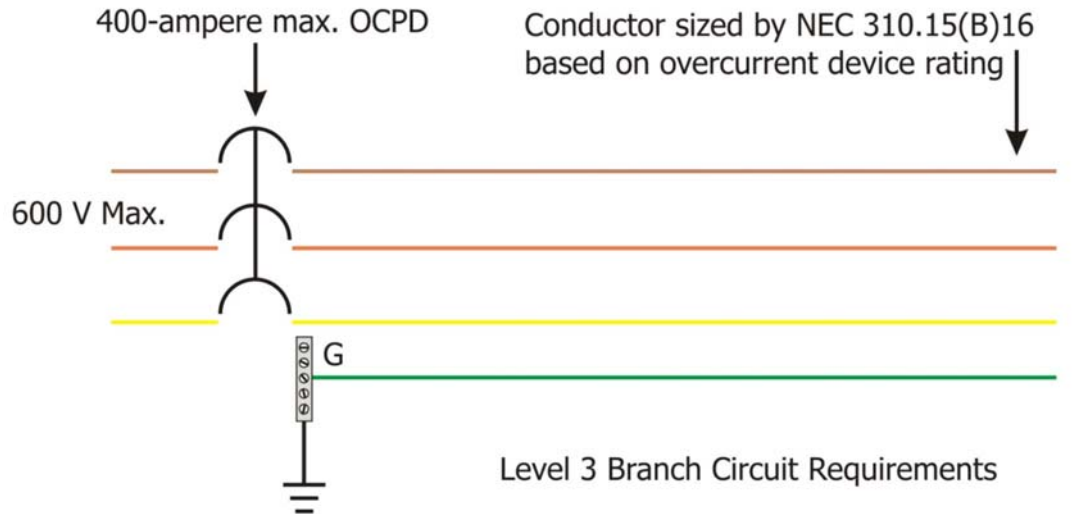 400-ampere max. OCPD
Conductor sized by NEC 310.15(B)16
based on overcurrent device rating
600 V Max.
G
Level 3 Branch Circuit Requirements